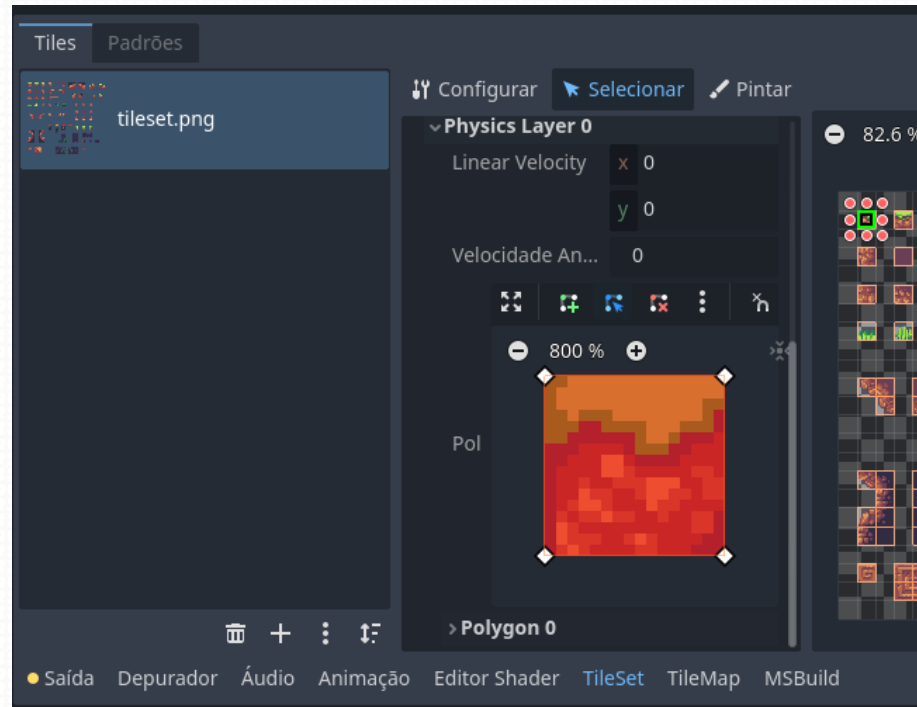 Tiles Padrões
tileset.png
Configurar Selecionar Pintar
Physics Layer 0
Linear Velocity x 0
y 0
Velocidade An... 0
800 %
Pol
Polygon 0
82.6 %
Saída Depurador Áudio Animação Editor Shader TileSet TileMap MSBuild